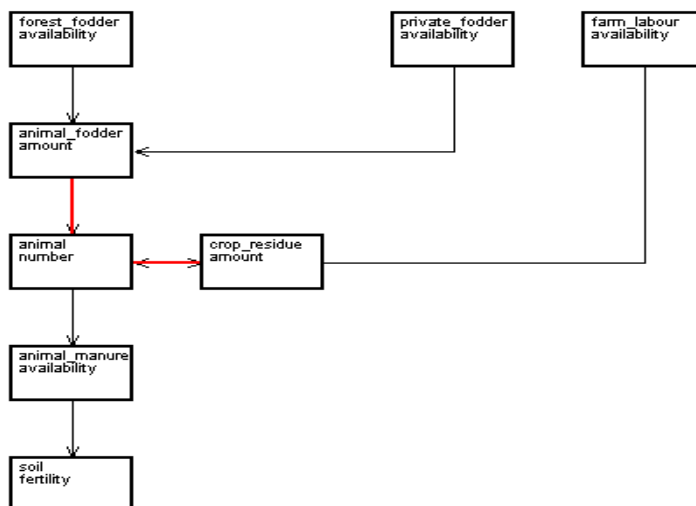 forest_fodder
availability
private_fodder
availability
farm_labour
availability
animal_fodder
amount
animal
number
crop_residue
amount
animal_manure
availability
soil
fertility